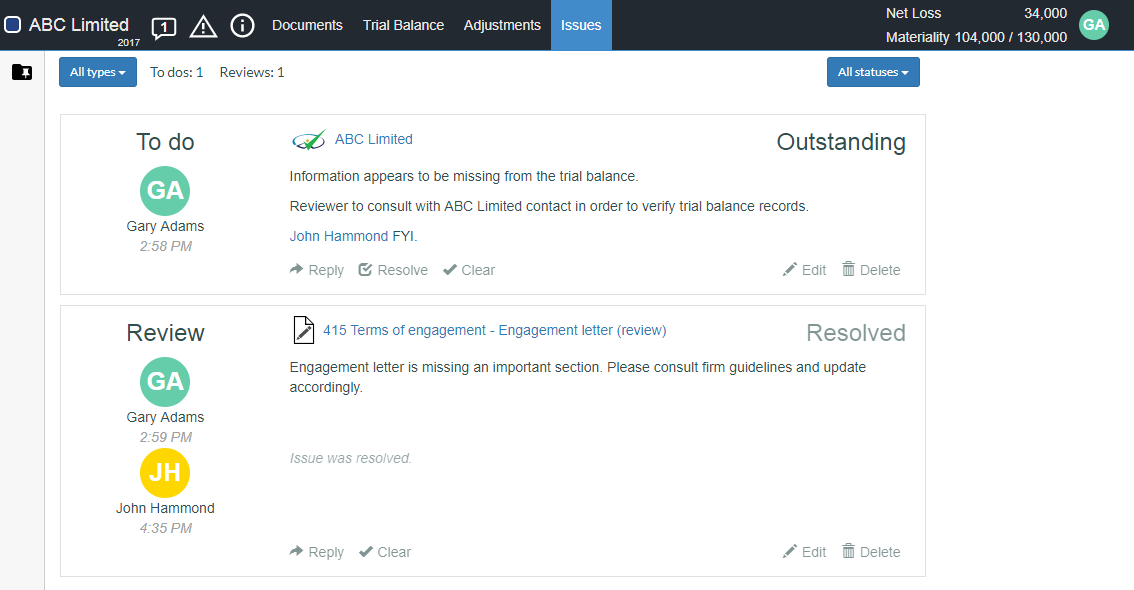 ABC Limited
2017
1
Documents Trial Balance Adjustments Issues
Net Loss 34,000
Materiality 104,000 / 130,000
GA
All types To dos: 1 Reviews: 1 All statuses
To do
GA
Gary Adams
2:58 PM
ABC Limited
Outstanding
Information appears to be missing from the trial balance.
Reviewer to consult with ABC Limited contact in order to verify trial balance records.
John Hammond FYI.
Reply Resolve Clear Edit Delete
Review
GA
Gary Adams
2:59 PM
JH
John Hammond
4:35 PM
415 Terms of engagement - Engagement letter (review)
Resolved
Engagement letter is missing an important section. Please consult firm guidelines and update
accordingly.
Issue was resolved.
Reply Clear Edit Delete